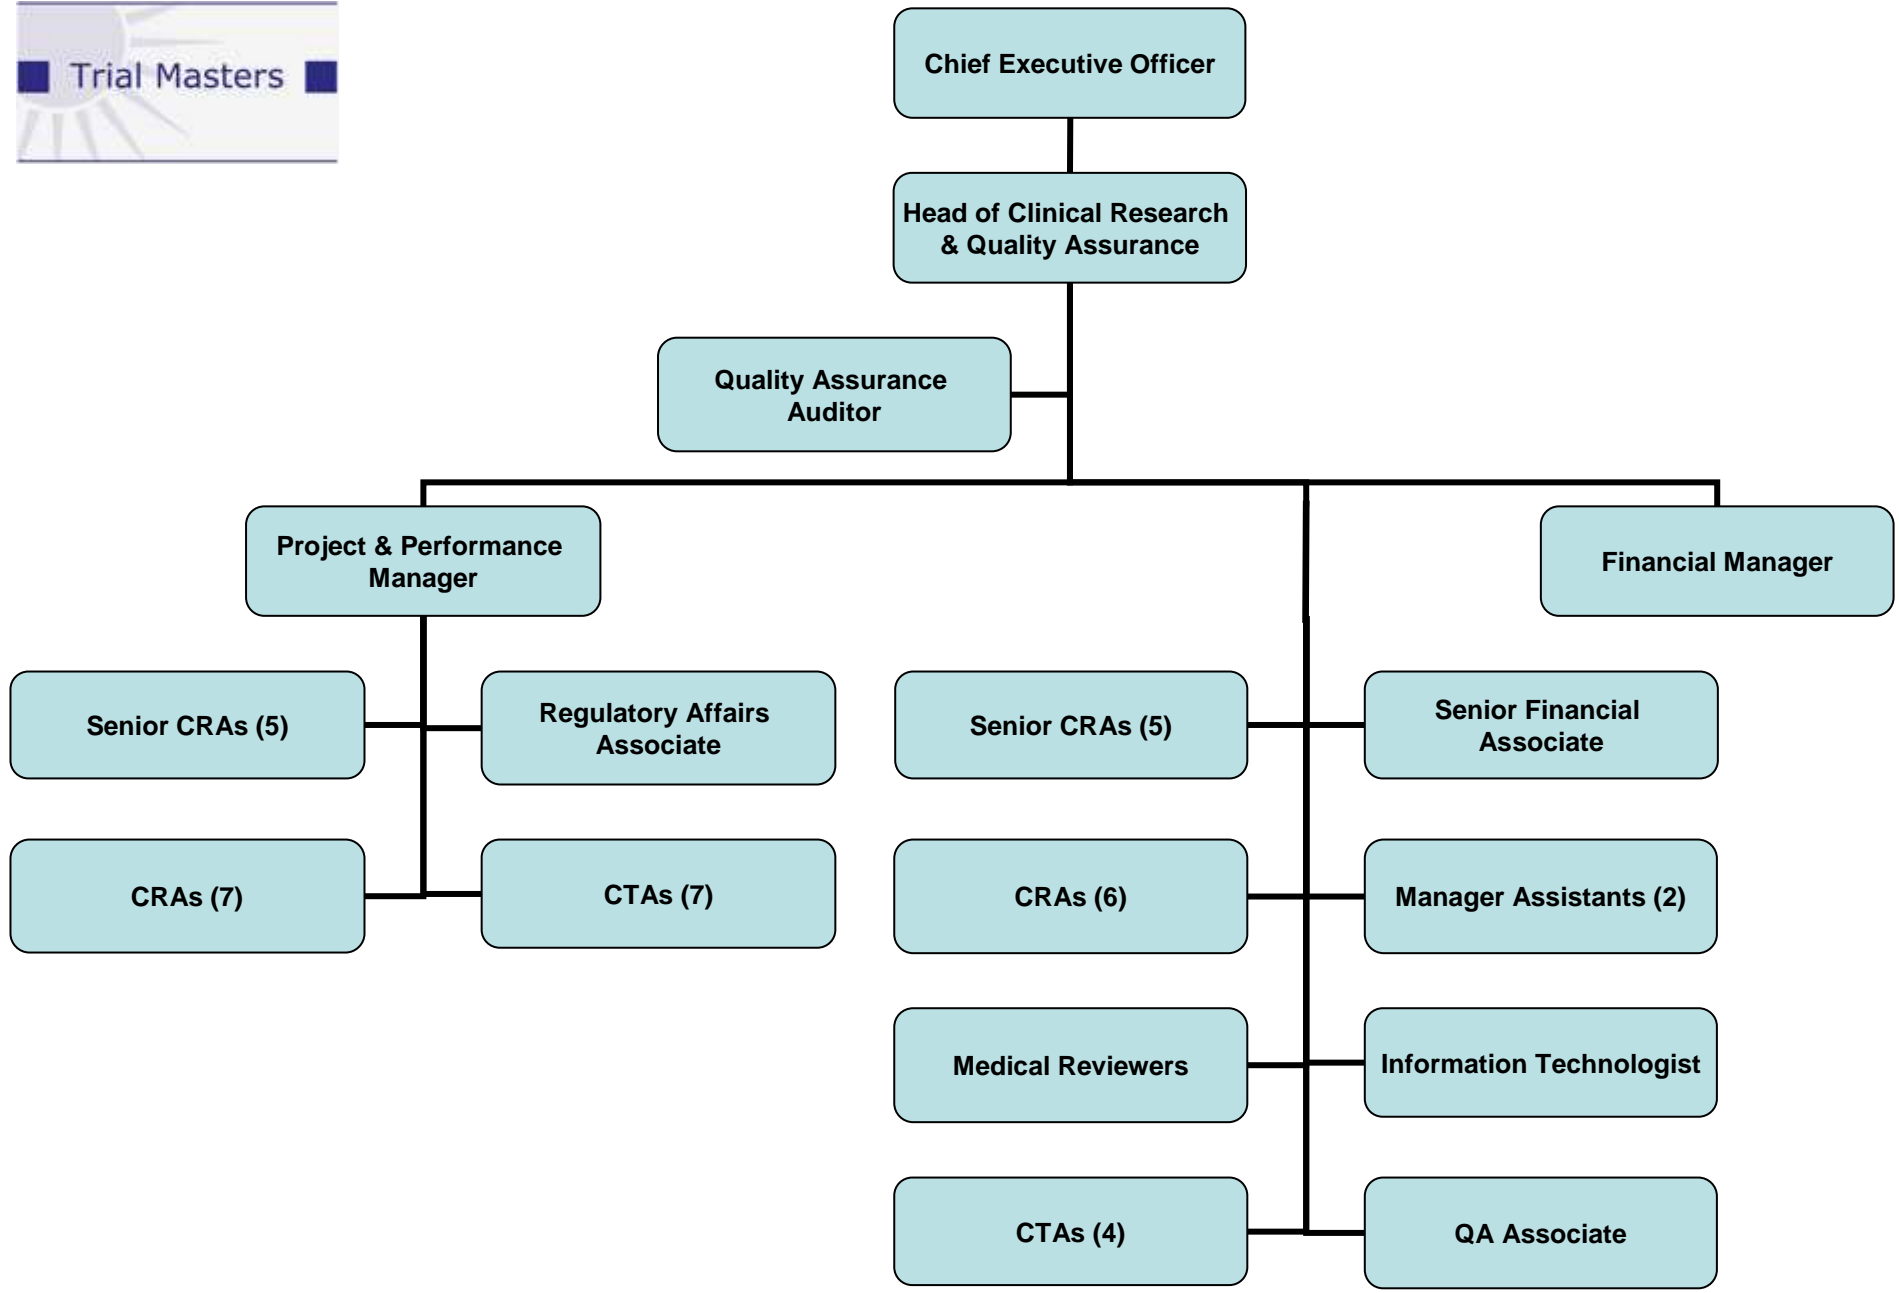 Trial Masters
Chief Executive Officer
Head of Clinical Research
& Quality Assurance
Quality Assurance
Auditor
Project & Performance
Manager
Financial Manager
Senior CRAs (5)
Regulatory Affairs
Associate
Senior CRAs (5)
Senior Financial
Associate
CRAs (7)
CTAs (7)
CRAs (6)
Manager Assistants (2)
Medical Reviewers
Information Technologist
CTAs (4)
QA Associate